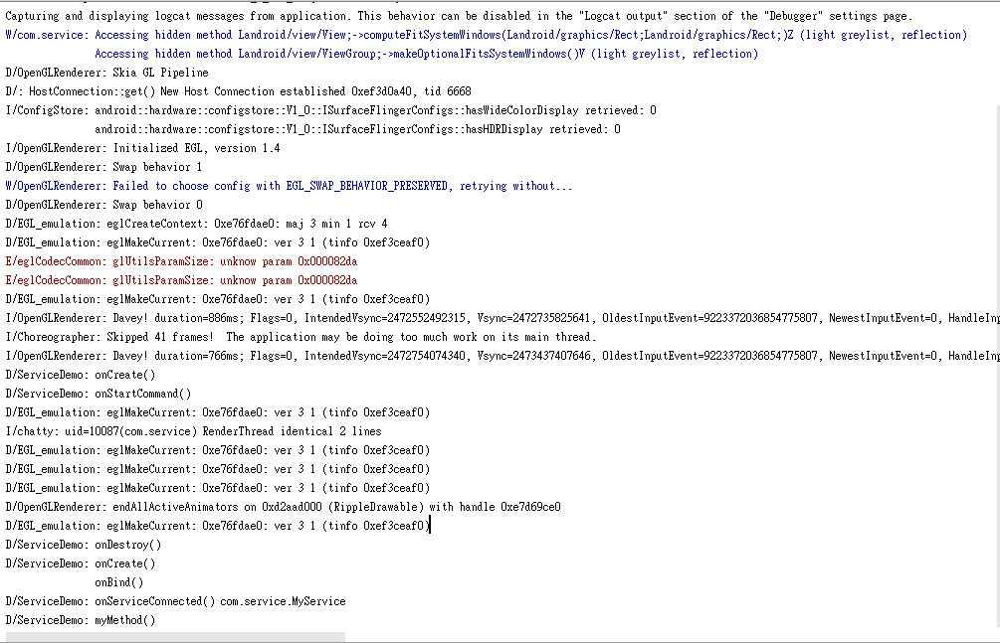 Capturing and displaying logcat messages from application. This behavior can be disabled in the "Logcat output" section of the "Debugger" settings page.
W/com.service: Accessing hidden method Landroid/view/View;->computeFitSystemWindows(Landroid/graphics/Rect;Landroid/graphics/Rect;)Z (light greylist, reflection)
Accessing hidden method Landroid/view/ViewGroup;->makeOptionalFitsSystemWindows()V (light greylist, reflection)
D/OpenGLRenderer: Skia GL Pipeline
D/: HostConnection::get() New Host Connection established 0xef3d0a40, tid 6668
I/ConfigStore: android::hardware::configstore::V1_0::ISurfaceFlingerConfigs::hasWideColorDisplay retrieved: 0
android::hardware::configstore::V1_0::ISurfaceFlingerConfigs::hasHDRDisplay retrieved: 0
I/OpenGLRenderer: Initialized EGL, version 1.4
D/OpenGLRenderer: Swap behavior 1
W/OpenGLRenderer: Failed to choose config with EGL_SWAP_BEHAVIOR_PRESERVED, retrying without...
D/OpenGLRenderer: Swap behavior 0
D/EGL_emulation: eglCreateContext: 0xe76fdae0: maj 3 min 1 rcv 4
D/EGL_emulation: eglMakeCurrent: 0xe76fdae0: ver 3 1 (tinfo 0xef3ceaf0)
E/eglCodecCommon: glUtilsParamSize: unknow param 0x000082da
E/eglCodecCommon: glUtilsParamSize: unknow param 0x000082da
D/EGL_emulation: eglMakeCurrent: 0xe76fdae0: ver 3 1 (tinfo 0xef3ceaf0)
I/OpenGLRenderer: Davey! duration=886ms; Flags=0, IntendedVsync=2472552492315, Vsync=2472735825641, OldestInputEvent=9223372036854775807, NewestInputEvent=0, HandleInp
I/Choreographer: Skipped 41 frames!  The application may be doing too much work on its main thread.
I/OpenGLRenderer: Davey! duration=766ms; Flags=0, IntendedVsync=2472754074340, Vsync=2473437407646, OldestInputEvent=9223372036854775807, NewestInputEvent=0, HandleInp
D/ServiceDemo: onCreate()
D/ServiceDemo: onStartCommand()
D/EGL_emulation: eglMakeCurrent: 0xe76fdae0: ver 3 1 (tinfo 0xef3ceaf0)
I/chatty: uid=10087(com.service) RenderThread identical 2 lines
D/EGL_emulation: eglMakeCurrent: 0xe76fdae0: ver 3 1 (tinfo 0xef3ceaf0)
D/EGL_emulation: eglMakeCurrent: 0xe76fdae0: ver 3 1 (tinfo 0xef3ceaf0)
D/EGL_emulation: eglMakeCurrent: 0xe76fdae0: ver 3 1 (tinfo 0xef3ceaf0)
D/OpenGLRenderer: endAllActiveAnimators on 0xd2aad000 (RippleDrawable) with handle 0xe7d69ce0
D/EGL_emulation: eglMakeCurrent: 0xe76fdae0: ver 3 1 (tinfo 0xef3ceaf0)
D/ServiceDemo: onDestroy()
D/ServiceDemo: onCreate()
onBind()
D/ServiceDemo: onServiceConnected() com.service.MyService
D/ServiceDemo: myMethod()